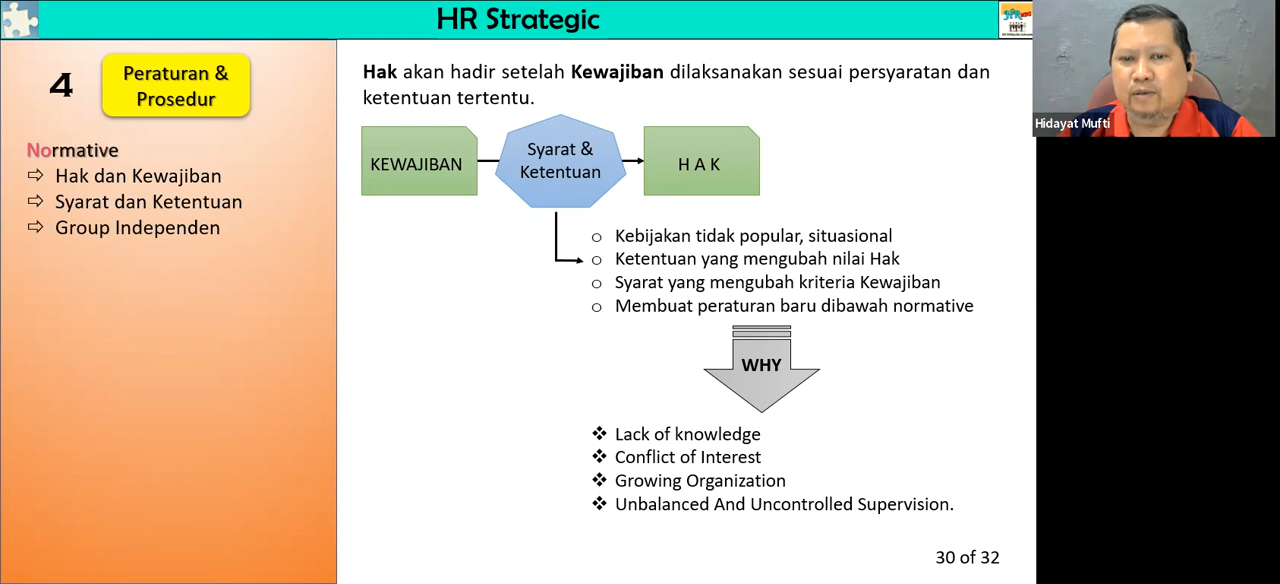 HR Strategic
4
Peraturan &
Prosedur
Normative
Hak dan Kewajiban
Syarat dan Ketentuan
Group Independen
Hak akan hadir setelah Kewajiban dilaksanakan sesuai persyaratan dan
ketentuan tertentu.
KEWAJIBAN
Syarat &
Ketentuan
H A K
Kebijakan tidak popular, situasional
Ketentuan yang mengubah nilai Hak
Syarat yang mengubah kriteria Kewajiban
Membuat peraturan baru dibawah normative
WHY
Lack of knowledge
Conflict of Interest
Growing Organization
Unbalanced And Uncontrolled Supervision.
30 of 32
Hidayat Mufti